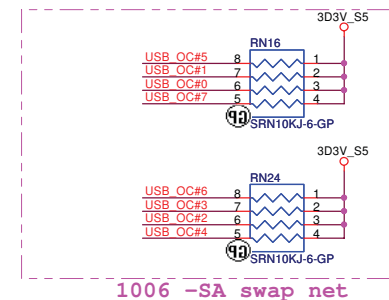 3D3V_S5
RN16
USB_OC#5 8 1
USB_OC#1 7 2
USB_OC#0 6 3
USB_OC#7 5 4
GP
SRN10KJ-6-GP
3D3V_S5
RN24
USB_OC#6 8 1
USB_OC#3 7 2
USB_OC#2 6 3
USB_OC#4 5 4
GP
SRN10KJ-6-GP
1006 -SA swap net